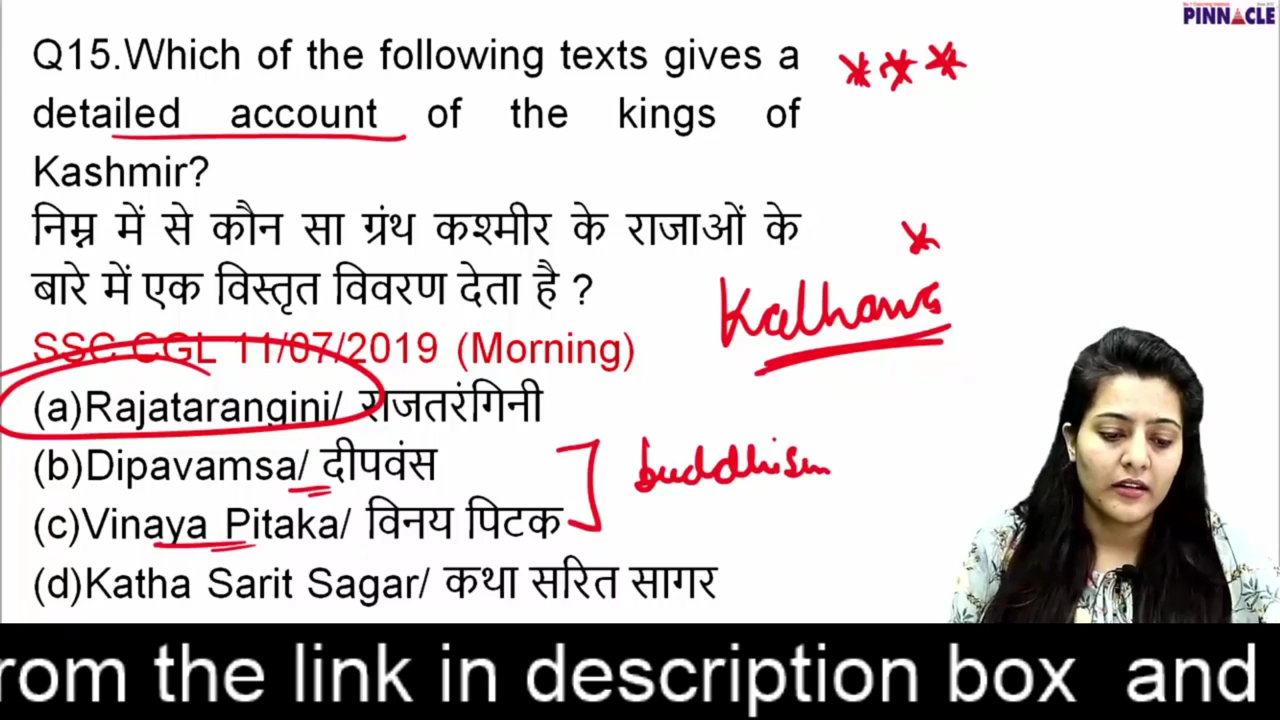 PINNACLE
Q15.Which of the following texts gives a
detailed account of the kings of
Kashmir?
निम्न में से कौन सा ग्रंथ कश्मीर के राजाओं के
बारे में एक विस्तृत विवरण देता है ?
Kalhana
SSC CGL 11/07/2019 (Morning)
(a)Rajatarangini/ राजतरंगिनी
(b)Dipavamsa/ दीपवंस
buddhism
(c)Vinaya Pitaka/ विनय पिटक
(d)Katha Sarit Sagar/ कथा सरित सागर
rom the link in description box and